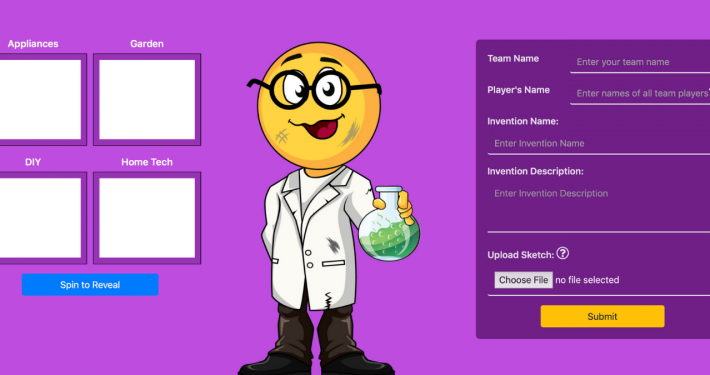 Appliances
Garden
DIY
Home Tech
Spin to Reveal
Team Name
Enter your team name
Player's Name
Enter names of all team players
Invention Name:
Enter Invention Name
Invention Description:
Enter Invention Description
Upload Sketch: ?
Choose File no file selected
Submit